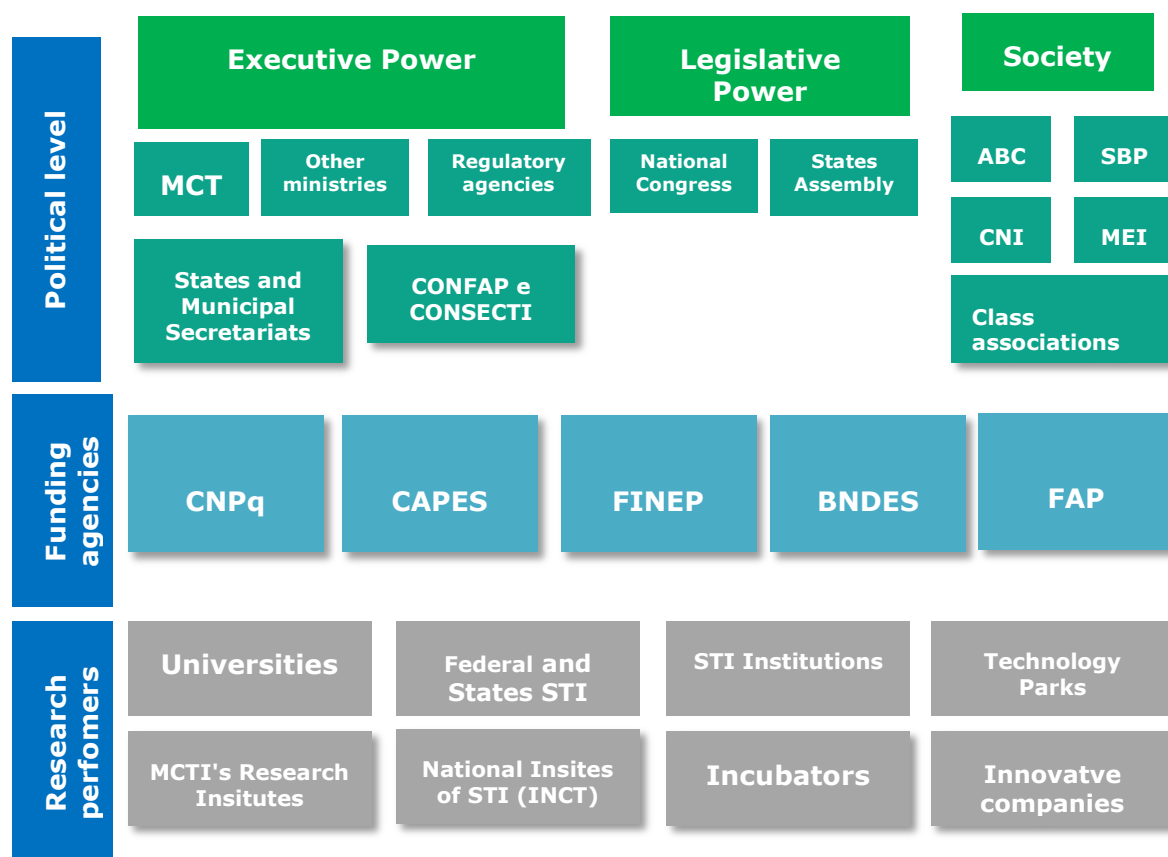 Political level
Executive Power
Legislative
Power
Society
MCT
Other
ministries
Regulatory
agencies
National
Congress
States
Assembly
ABC
SBP
CNI
MEI
States and
Municipal
Secretariats
CONFAP e
CONSECTI
Class
associations
Funding
agencies
CNPq
CAPES
FINEP
BNDES
FAP
Research
perfomers
Universities
Federal and
States STI
STI Institutions
Technology
Parks
MCTI's Research
Insitutes
National Insites
of STI (INCT)
Incubators
Innovatve
companies